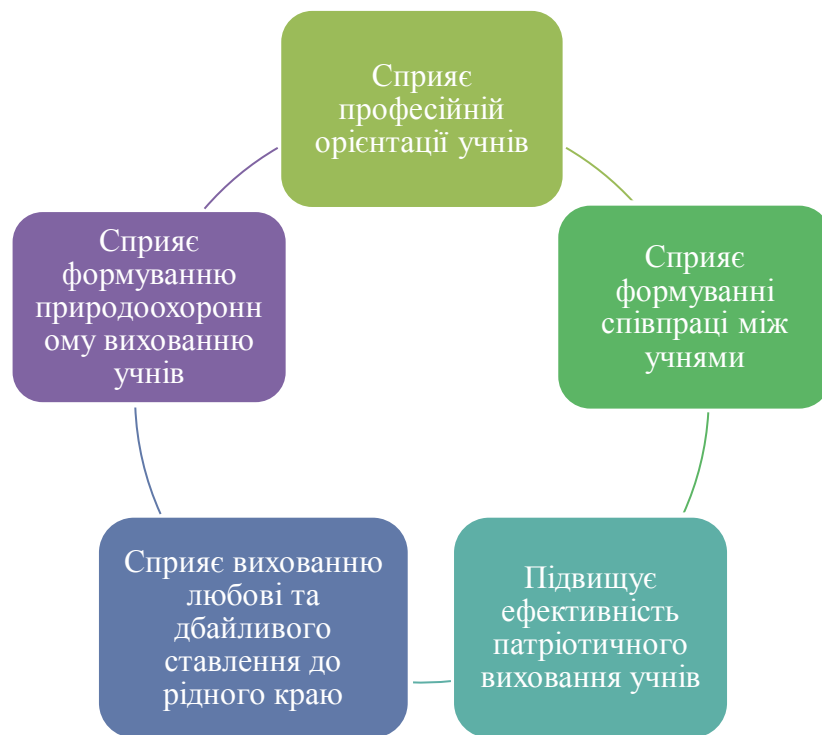 Сприяє
професійній
орієнтації учнів
Сприяє
формуванні
співпраці між
учнями
Підвищує
ефективність
патріотичного
виховання учнів
Сприяє вихованню
любові та
дбайливого
ставлення до
рідного краю
Сприяє
формуванню
природоохоронн
ому вихованню
учнів